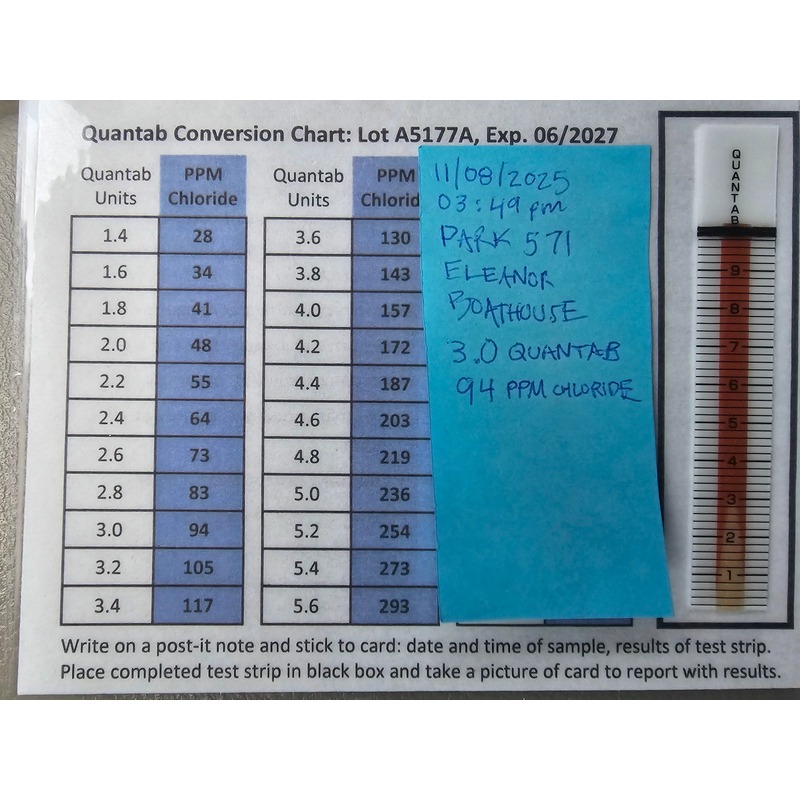 Quantab Conversion Chart: Lot A5177A, Exp. 06/2027
Quantab Units PPM Chloride Quantab Units PPM Chlorid
1.4 28 3.6 130
1.6 34 3.8 143
1.8 41 4.0 157
2.0 48 4.2 172
2.2 55 4.4 187
2.4 64 4.6 203
2.6 73 4.8 219
2.8 83 5.0 236
3.0 94 5.2 254
3.2 105 5.4 273
3.4 117 5.6 293
11/08/2025
03:49 pm
PARK 571
ELEANOR
BOATHOUSE
3.0 QUANTAB
94 PPM CHLORIDE
QUANTAB
9
8
7
6
5
4
3
2
1
Write on a post-it note and stick to card: date and time of sample, results of test strip.
Place completed test strip in black box and take a picture of card to report with results.